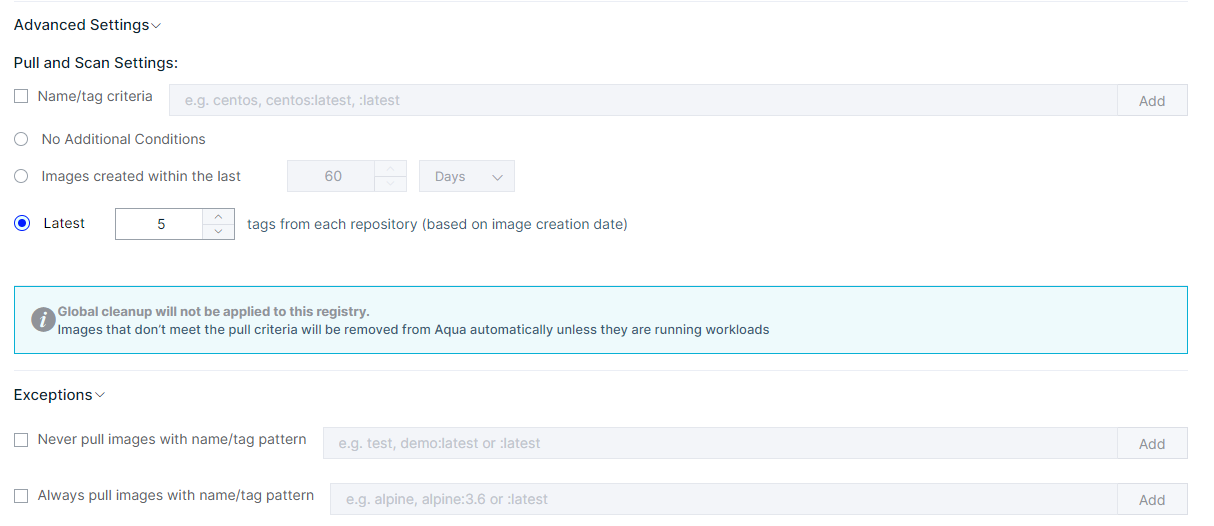 Advanced Settings
Pull and Scan Settings:
Name/tag criteria e.g. centos, centos:latest, :latest Add
No Additional Conditions
Images created within the last 60 Days
Latest 5 tags from each repository (based on image creation date)
Global cleanup will not be applied to this registry.
Images that don't meet the pull criteria will be removed from Aqua automatically unless they are running workloads
Exceptions
Never pull images with name/tag pattern e.g. test, demo:latest or :latest Add
Always pull images with name/tag pattern e.g. alpine, alpine:3.6 or :latest Add